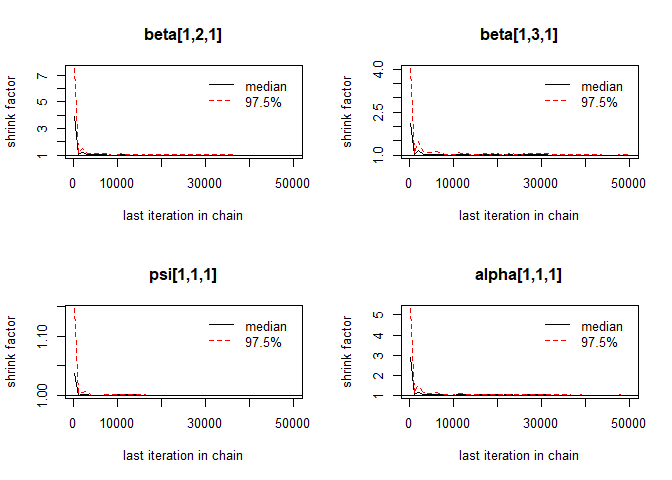 beta[1,2,1]
shrink factor
1 3 5 7
median
97.5%
0 10000 30000 50000
last iteration in chain
beta[1,3,1]
shrink factor
1.0 2.5 4.0
median
97.5%
0 10000 30000 50000
last iteration in chain
psi[1,1,1]
shrink factor
1.00 1.10
median
97.5%
0 10000 30000 50000
last iteration in chain
alpha[1,1,1]
shrink factor
1 2 3 4 5
median
97.5%
0 10000 30000 50000
last iteration in chain